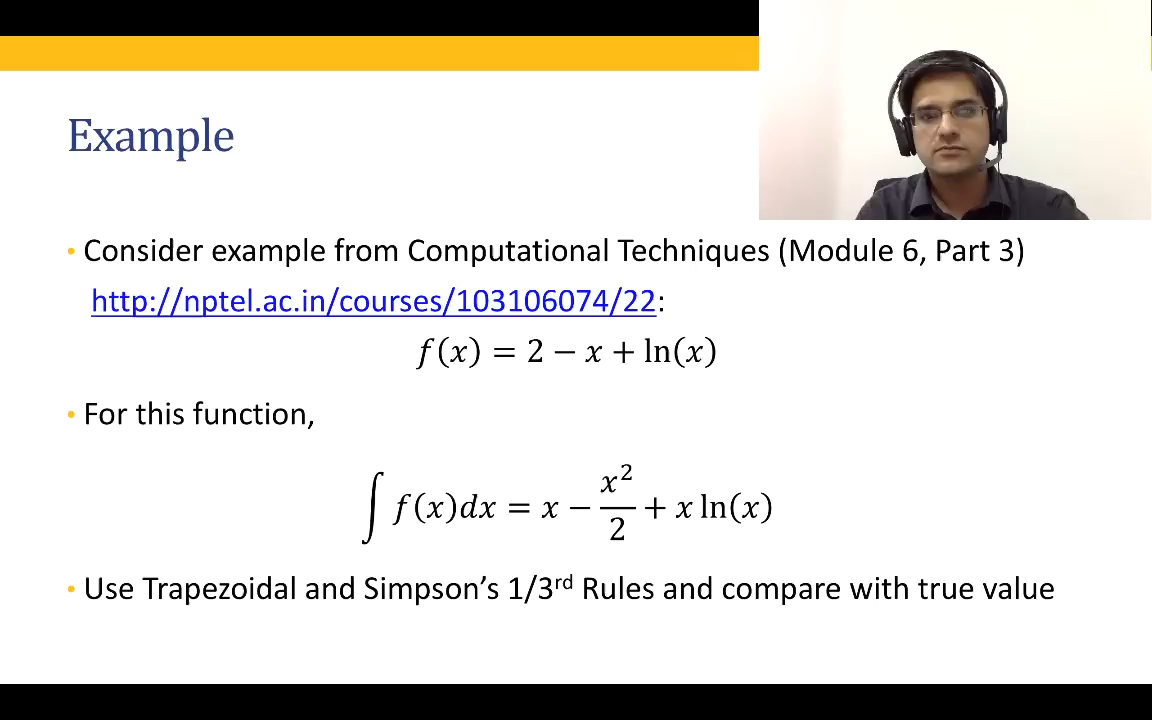 Example
• Consider example from Computational Techniques (Module 6, Part 3)
http://nptel.ac.in/courses/103106074/22:
f(x) = 2 − x + ln(x)
• For this function,
∫ f(x)dx = x − x²/2 + x ln(x)
• Use Trapezoidal and Simpson’s 1/3rd Rules and compare with true value